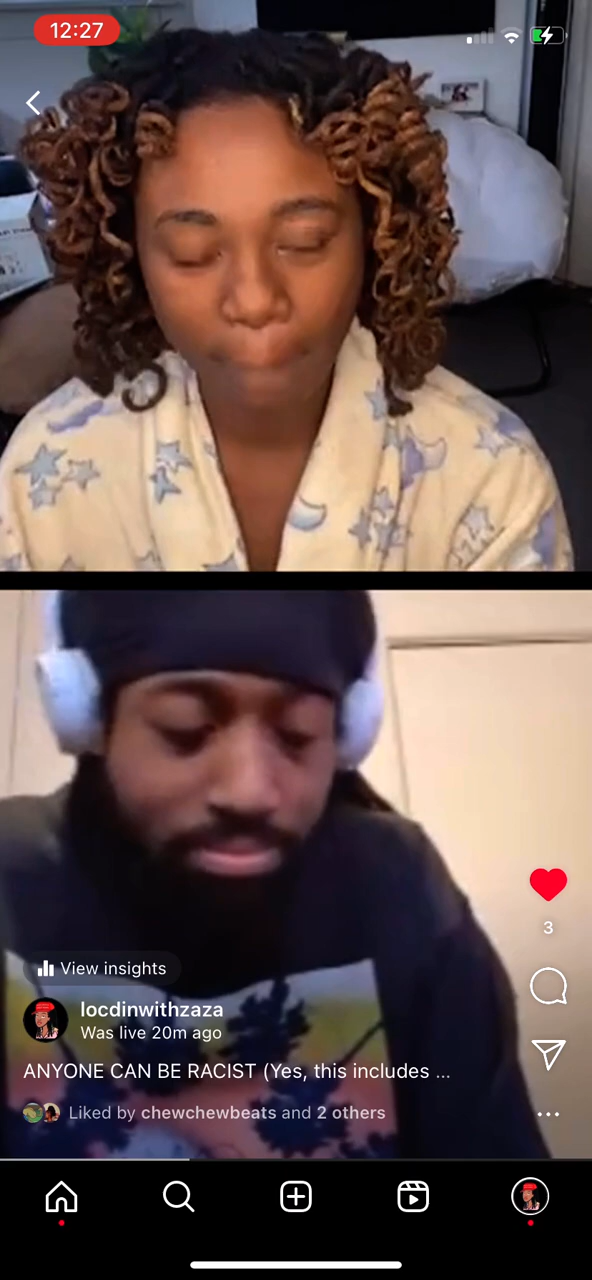 12:27
View insights
locdinwithzaza
Was live 20m ago
ANYONE CAN BE RACIST (Yes, this includes ...
Liked by chewchewbeats and 2 others
3